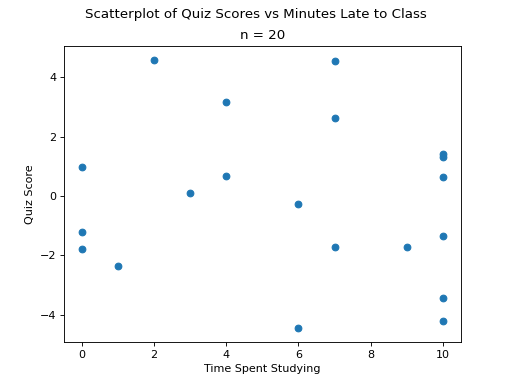 Scatterplot of Quiz Scores vs Minutes Late to Class
n = 20
4
2
0
−2
−4
Quiz Score
0 2 4 6 8 10
Time Spent Studying